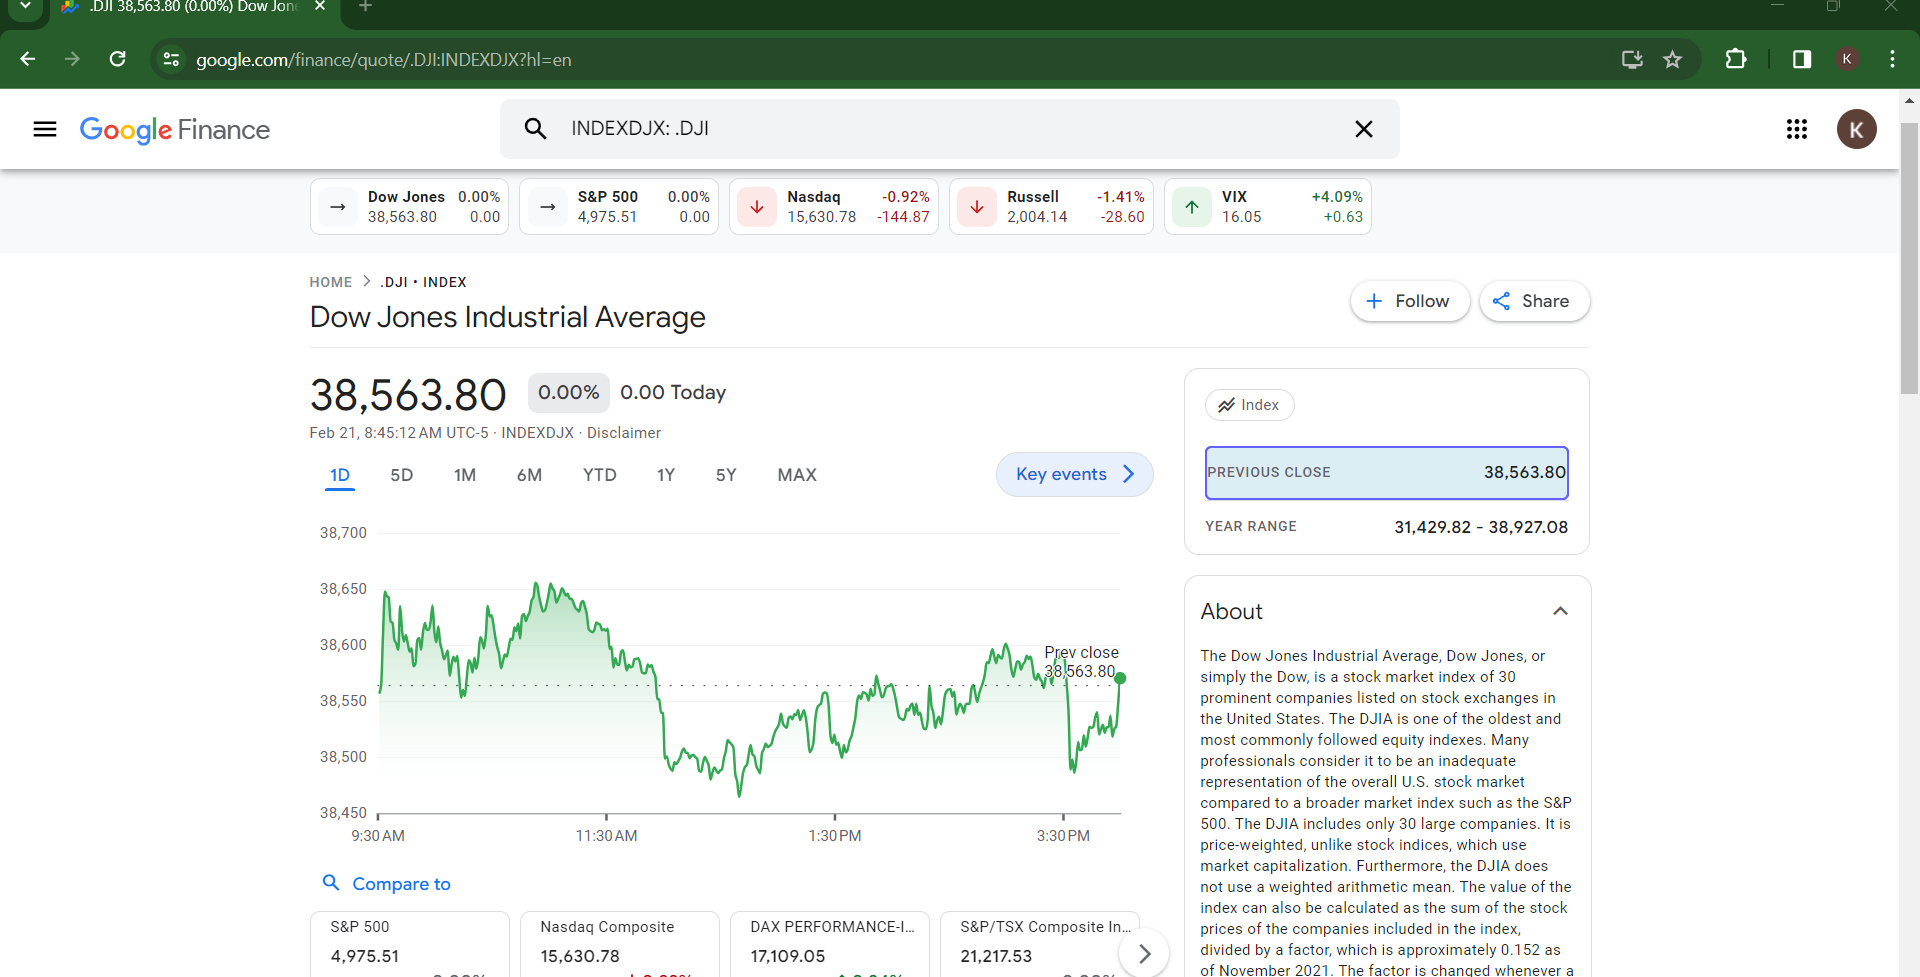 .DJI 38,563.80 (0.00%) Dow Jone
google.com/finance/quote/.DJI:INDEXDJX?hl=en
K
Google Finance
INDEXDJX: .DJI
K
Dow Jones 0.00%
38,563.80 0.00
S&P 500 0.00%
4,975.51 0.00
Nasdaq -0.92%
15,630.78 -144.87
Russell -1.41%
2,004.14 -28.60
VIX +4.09%
16.05 +0.63
HOME > .DJI • INDEX
Dow Jones Industrial Average
Follow
Share
38,563.80 0.00% 0.00 Today
Feb 21, 8:45:12 AM UTC-5 · INDEXDJX · Disclaimer
1D 5D 1M 6M YTD 1Y 5Y MAX
Key events
38,700
38,650
38,600
38,550
38,500
38,450
Prev close
38,563.80
9:30 AM 11:30 AM 1:30 PM 3:30 PM
Compare to
S&P 500
4,975.51
0.00%
Nasdaq Composite
15,630.78
DAX PERFORMANCE-I...
17,109.05
S&P/TSX Composite In...
21,217.53
0.00%
Index
PREVIOUS CLOSE 38,563.80
YEAR RANGE 31,429.82 - 38,927.08
About
The Dow Jones Industrial Average, Dow Jones, or
simply the Dow, is a stock market index of 30
prominent companies listed on stock exchanges in
the United States. The DJIA is one of the oldest and
most commonly followed equity indexes. Many
professionals consider it to be an inadequate
representation of the overall U.S. stock market
compared to a broader market index such as the S&P
500. The DJIA includes only 30 large companies. It is
price-weighted, unlike stock indices, which use
market capitalization. Furthermore, the DJIA does
not use a weighted arithmetic mean. The value of the
index can also be calculated as the sum of the stock
prices of the companies included in the index,
divided by a factor, which is approximately 0.152 as
of November 2021. The factor is changed whenever a